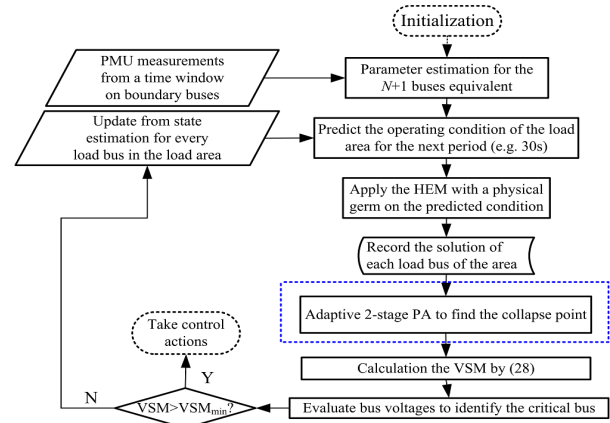 Initialization
PMU measurements
from a time window
on boundary buses
Parameter estimation for the
N+1 buses equivalent
Update from state
estimation for every
load bus in the load area
Predict the operating condition of the load
area for the next period (e.g. 30s)
Apply the HEM with a physical
germ on the predicted condition
Record the solution of
each load bus of the area
Adaptive 2-stage PA to find the collapse point
Take control
actions
Calculation the VSM by (28)
Y
N
VSM>VSMmin?
Evaluate bus voltages to identify the critical bus